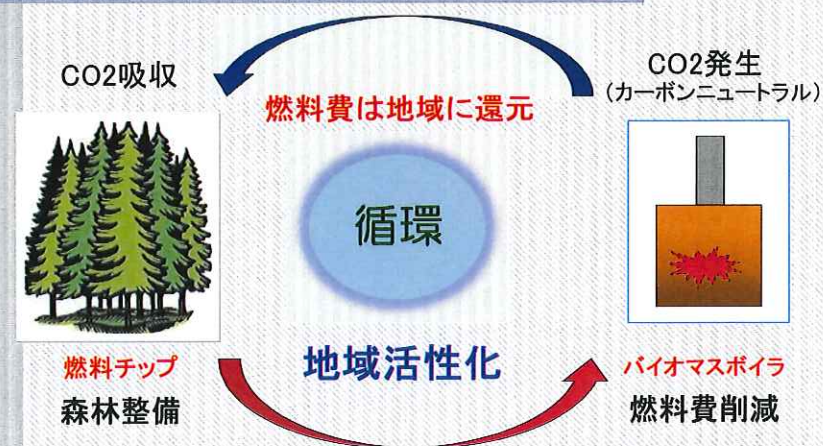 CO2吸収
燃料費は地域に還元
CO2発生
(カーボンニュートラル)
循環
地域活性化
燃料チップ
森林整備
バイオマスボイラ
燃料費削減